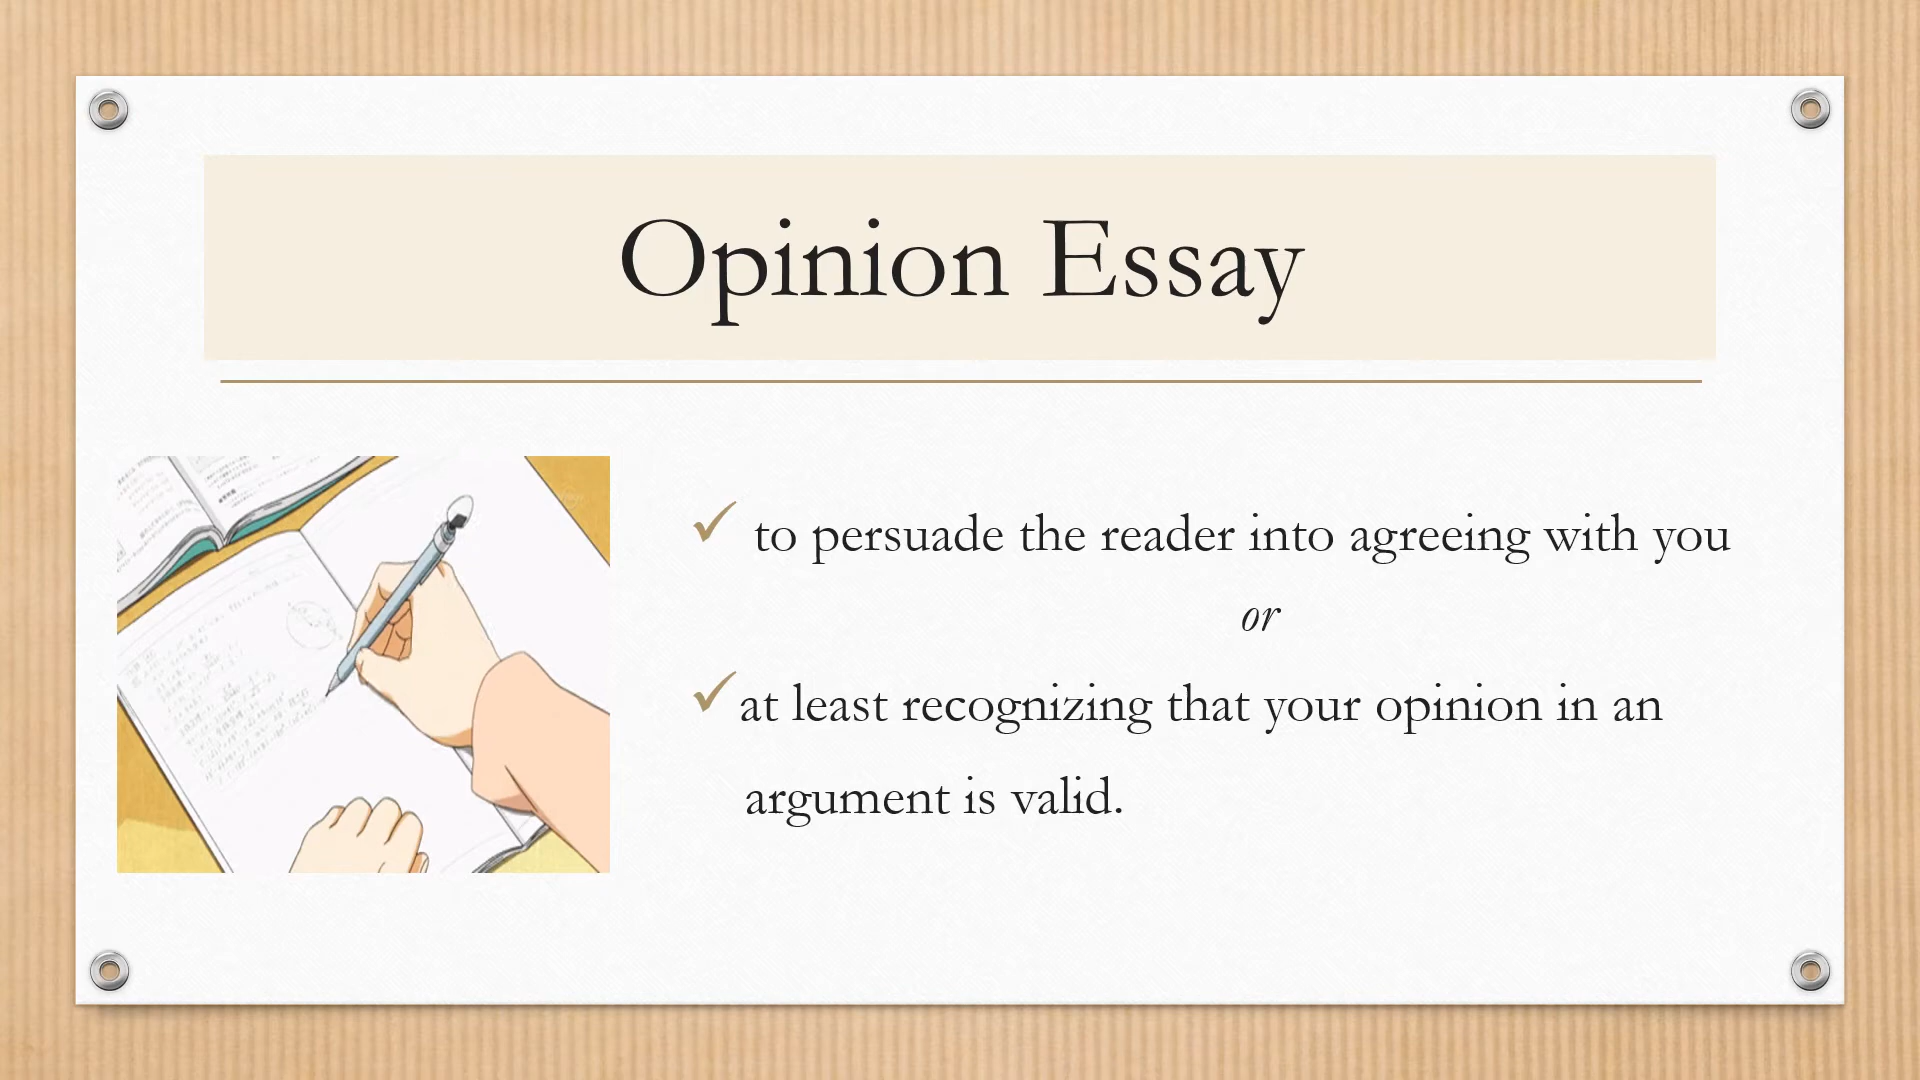 Opinion Essay
to persuade the reader into agreeing with you
or
at least recognizing that your opinion in an
argument is valid.